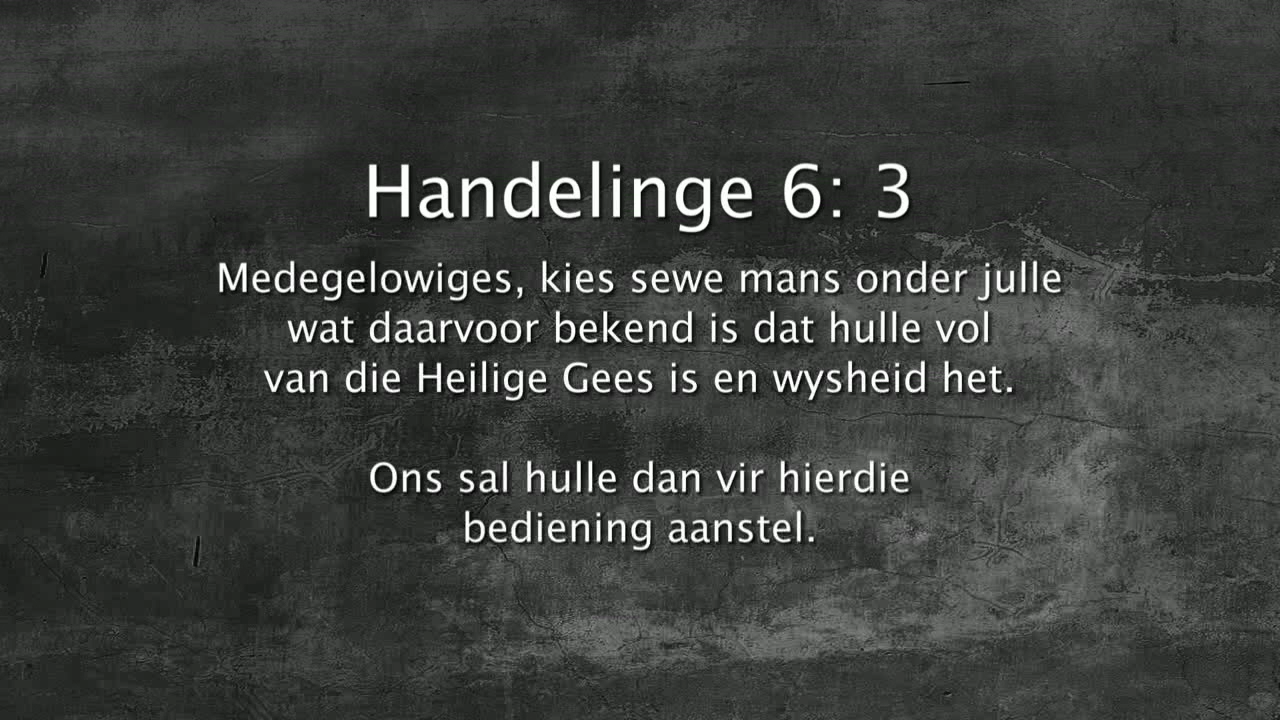 Handelinge 6: 3
Medegelowiges, kies sewe mans onder julle
wat daarvoor bekend is dat hulle vol
van die Heilige Gees is en wysheid het.
Ons sal hulle dan vir hierdie
bediening aanstel.